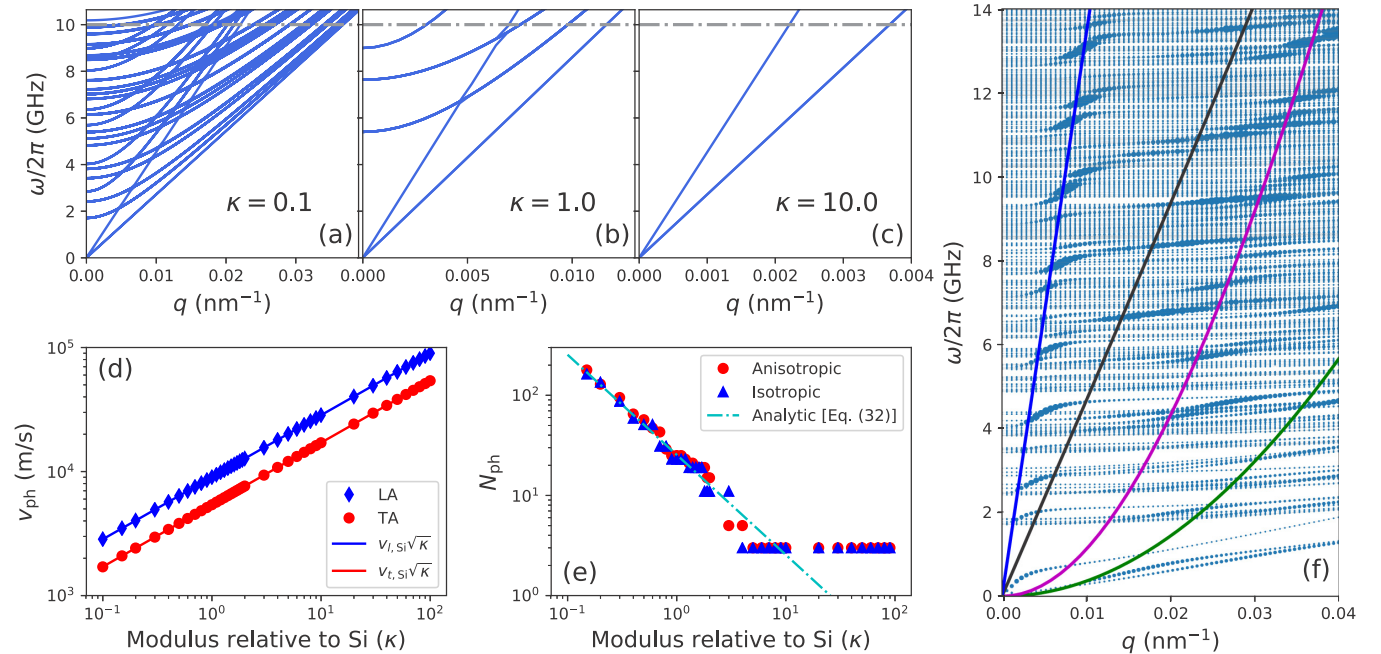 ω/2π (GHz)
10
8
6
4
2
0
κ = 0.1
(a)
0.00 0.01 0.02 0.03
q (nm⁻¹)
κ = 1.0
(b)
0.000 0.005 0.010
q (nm⁻¹)
κ = 10.0
(c)
0.000 0.001 0.002 0.003 0.004
q (nm⁻¹)
v_ph (m/s)
10⁵
10⁴
10³
(d)
LA
TA
v_l,Si√κ
v_t,Si√κ
10⁻¹ 10⁰ 10¹ 10²
Modulus relative to Si (κ)
N_ph
10²
10¹
10⁰
Anisotropic
Isotropic
Analytic [Eq. (32)]
(e)
10⁻¹ 10⁰ 10¹ 10²
Modulus relative to Si (κ)
ω/2π (GHz)
14
12
10
8
6
4
2
0
(f)
0.00 0.01 0.02 0.03 0.04
q (nm⁻¹)